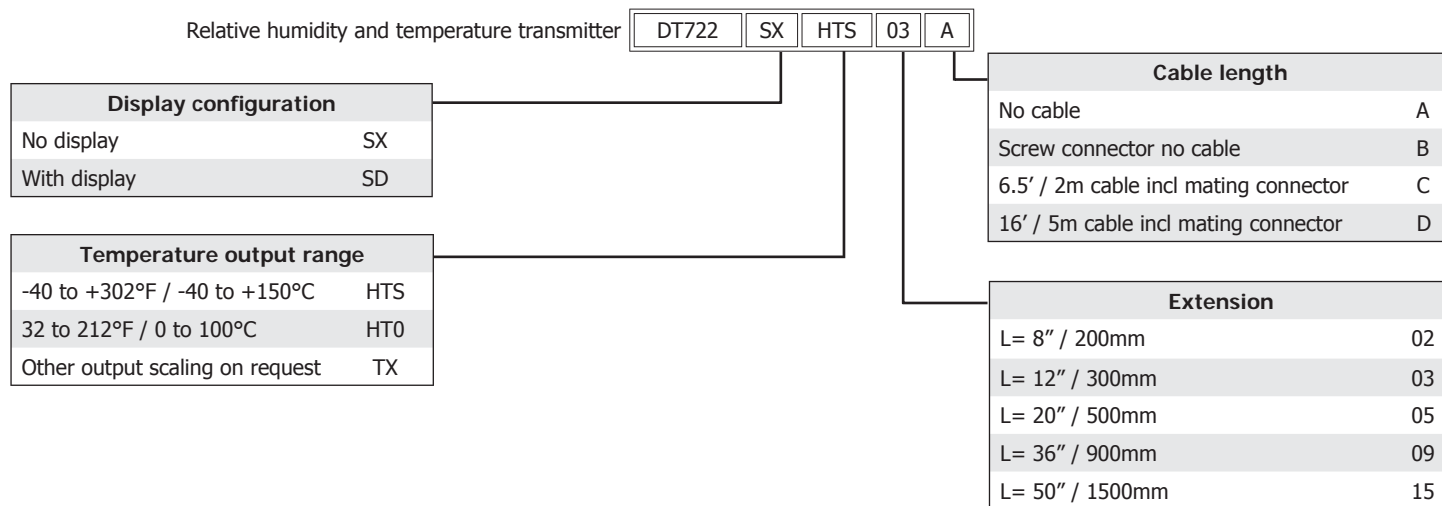 Relative humidity and temperature transmitter DT722 SX HTS 03 A
Display configuration
No display SX
With display SD
Temperature output range
-40 to +302°F / -40 to +150°C HTS
32 to 212°F / 0 to 100°C HT0
Other output scaling on request TX
Cable length
No cable A
Screw connector no cable B
6.5′ / 2m cable incl mating connector C
16′ / 5m cable incl mating connector D
Extension
L= 8″ / 200mm 02
L= 12″ / 300mm 03
L= 20″ / 500mm 05
L= 36″ / 900mm 09
L= 50″ / 1500mm 15